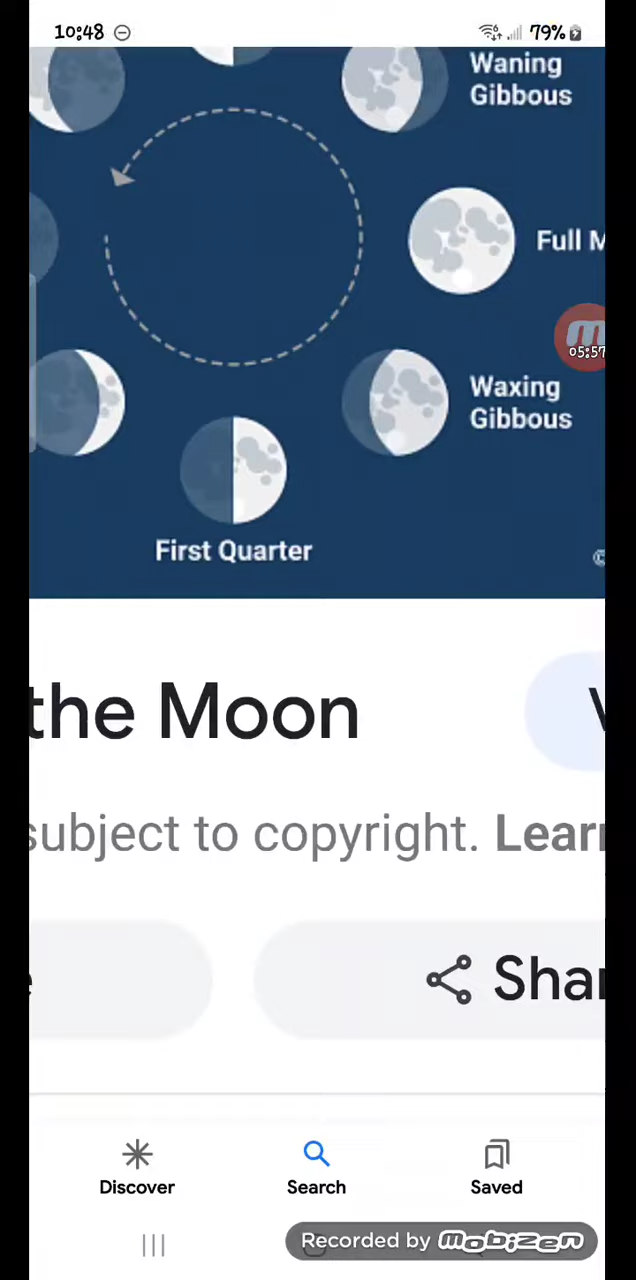 10:48 79%
Waning
Gibbous
Full M
05:57
Waxing
Gibbous
First Quarter
©
the Moon
subject to copyright. Lear
e
Shar
Discover Search Saved
Recorded by mobizen